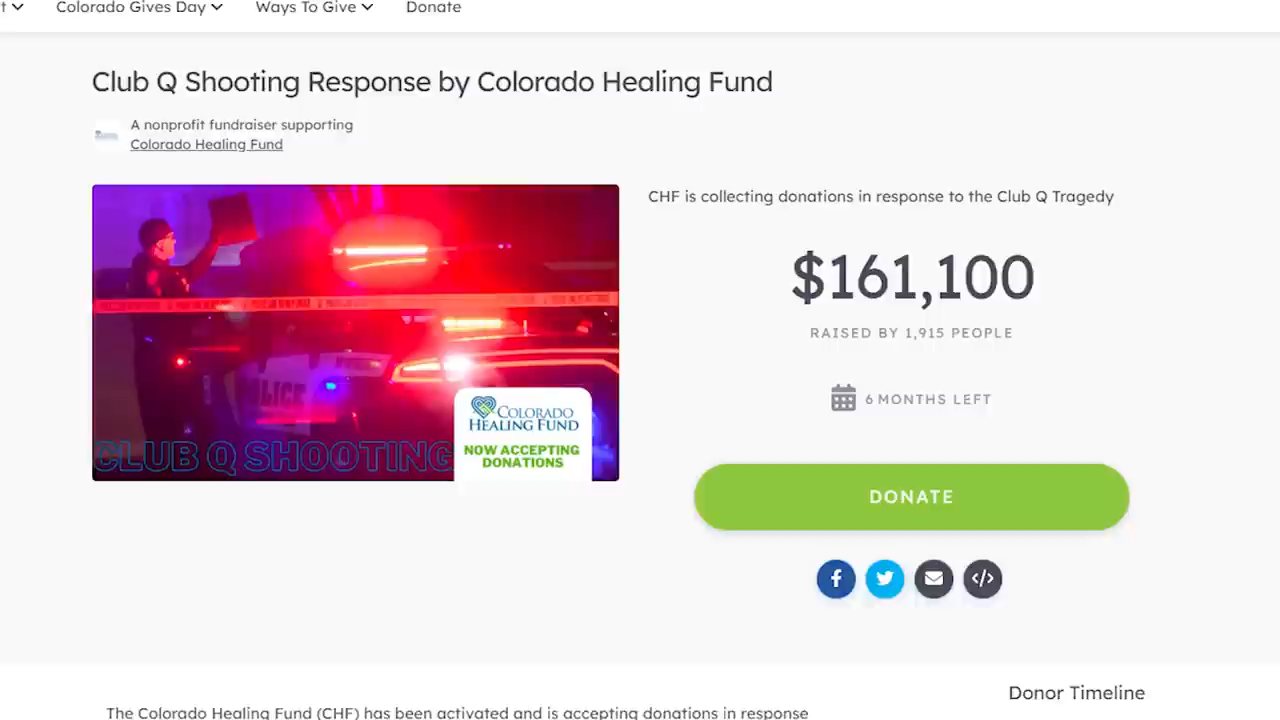 t
Colorado Gives Day
Ways To Give
Donate
Club Q Shooting Response by Colorado Healing Fund
A nonprofit fundraiser supporting
Colorado Healing Fund
POLICE
CLUB Q SHOOTING
COLORADO
HEALING FUND
NOW ACCEPTING
DONATIONS
CHF is collecting donations in response to the Club Q Tragedy
$161,100
RAISED BY 1,915 PEOPLE
6 MONTHS LEFT
DONATE
Donor Timeline
The Colorado Healing Fund (CHF) has been activated and is accepting donations in response